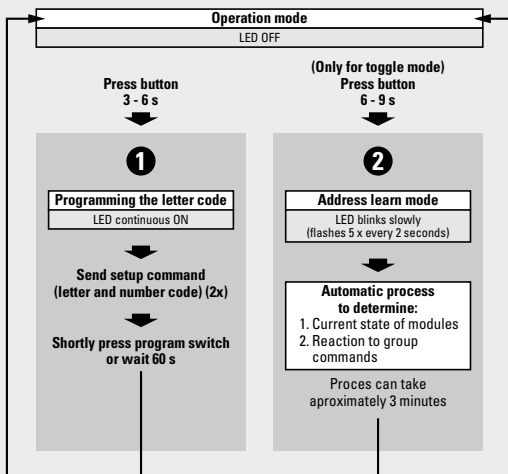 Operation mode
LED OFF
Press button
3 - 6 s
(Only for toggle mode)
Press button
6 - 9 s
1
Programming the letter code
LED continuous ON
Send setup command
(letter and number code) (2x)
Shortly press program switch
or wait 60 s
2
Address learn mode
LED blinks slowly
(flashes 5 x every 2 seconds)
Automatic process
to determine:
1. Current state of modules
2. Reaction to group
commands
Proces can take
aproximately 3 minutes